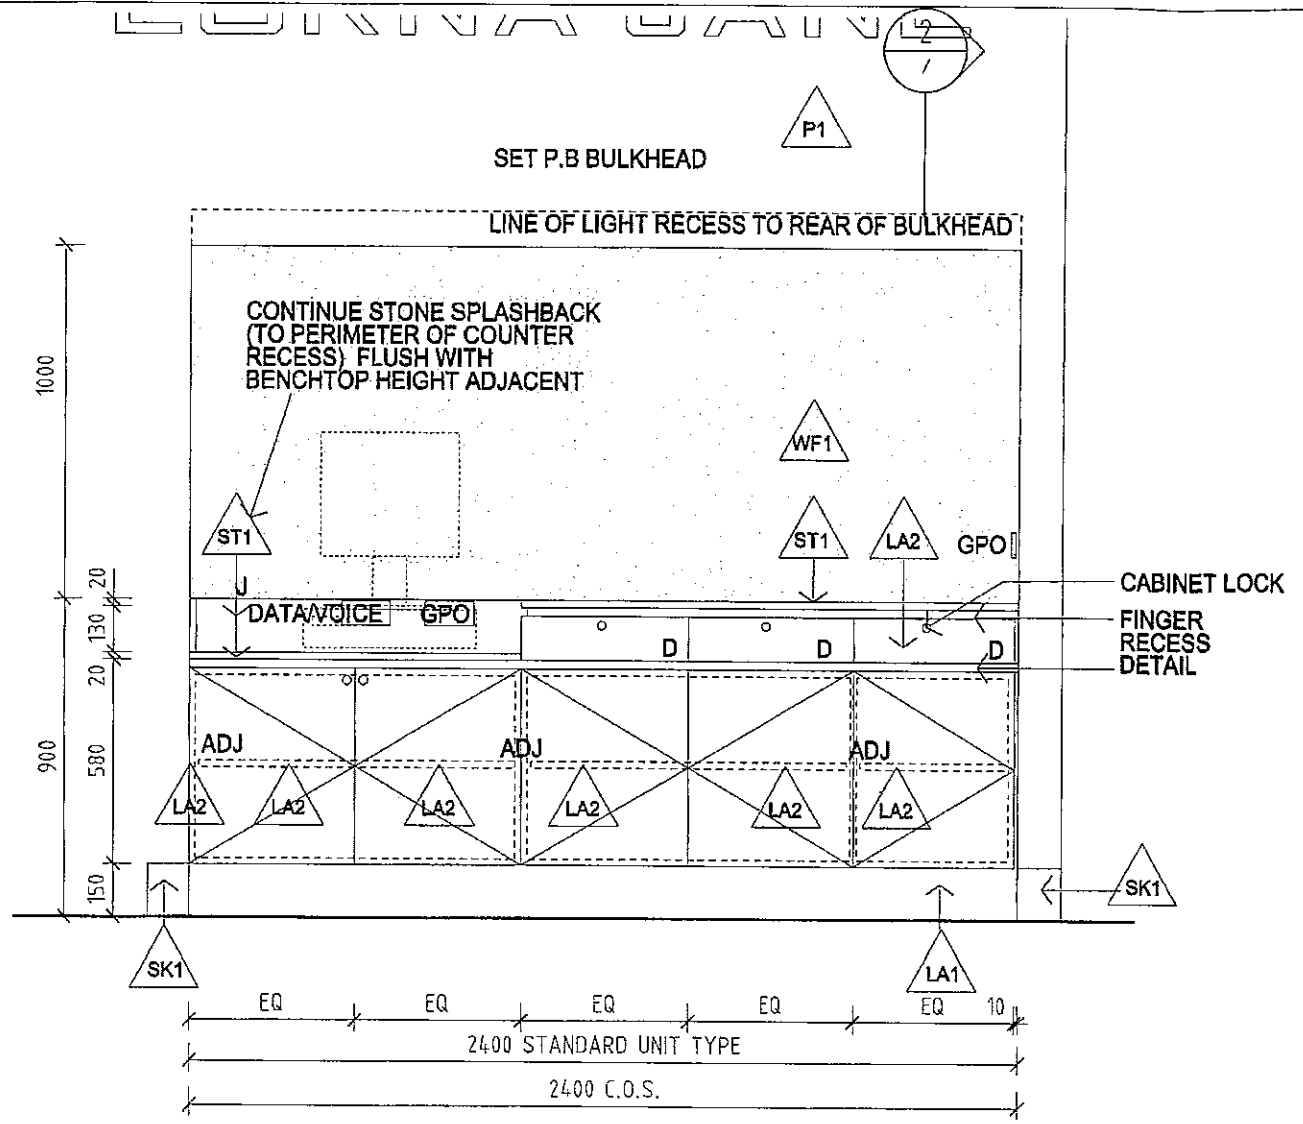 2
P1
SET P.B BULKHEAD
LINE OF LIGHT RECESS TO REAR OF BULKHEAD
CONTINUE STONE SPLASHBACK
(TO PERIMETER OF COUNTER
RECESS) FLUSH WITH
BENCHTOP HEIGHT ADJACENT
1000
WF1
ST1
ST1
LA2
GPO
20
J
CABINET LOCK
DATA/VOICE
GPO
130
FINGER
RECESS
DETAIL
D
D
D
20
900
580
ADJ
ADJ
ADJ
LA2
LA2
LA2
LA2
LA2
LA2
150
SK1
SK1
LA1
EQ
EQ
EQ
EQ
EQ
10
2400 STANDARD UNIT TYPE
2400 C.O.S.